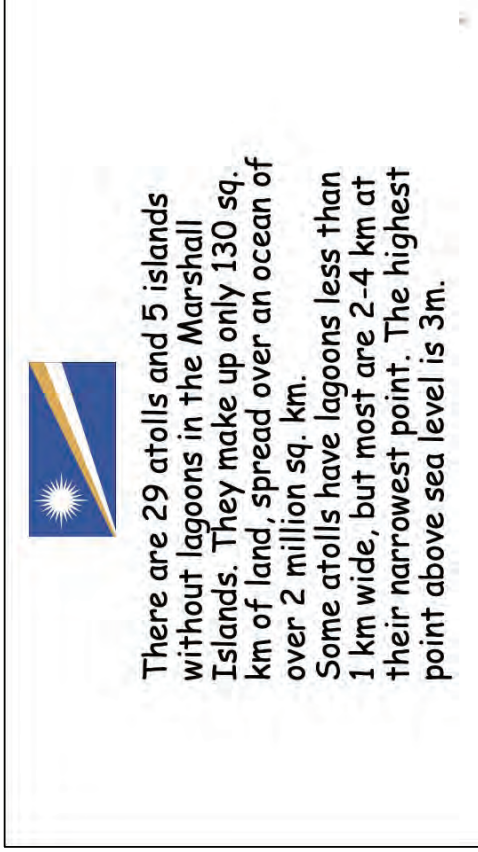 There are 29 atolls and 5 islands
without lagoons in the Marshall
Islands. They make up only 130 sq.
km of land, spread over an ocean of
over 2 million sq. km.
Some atolls have lagoons less than
1 km wide, but most are 2-4 km at
their narrowest point. The highest
point above sea level is 3m.